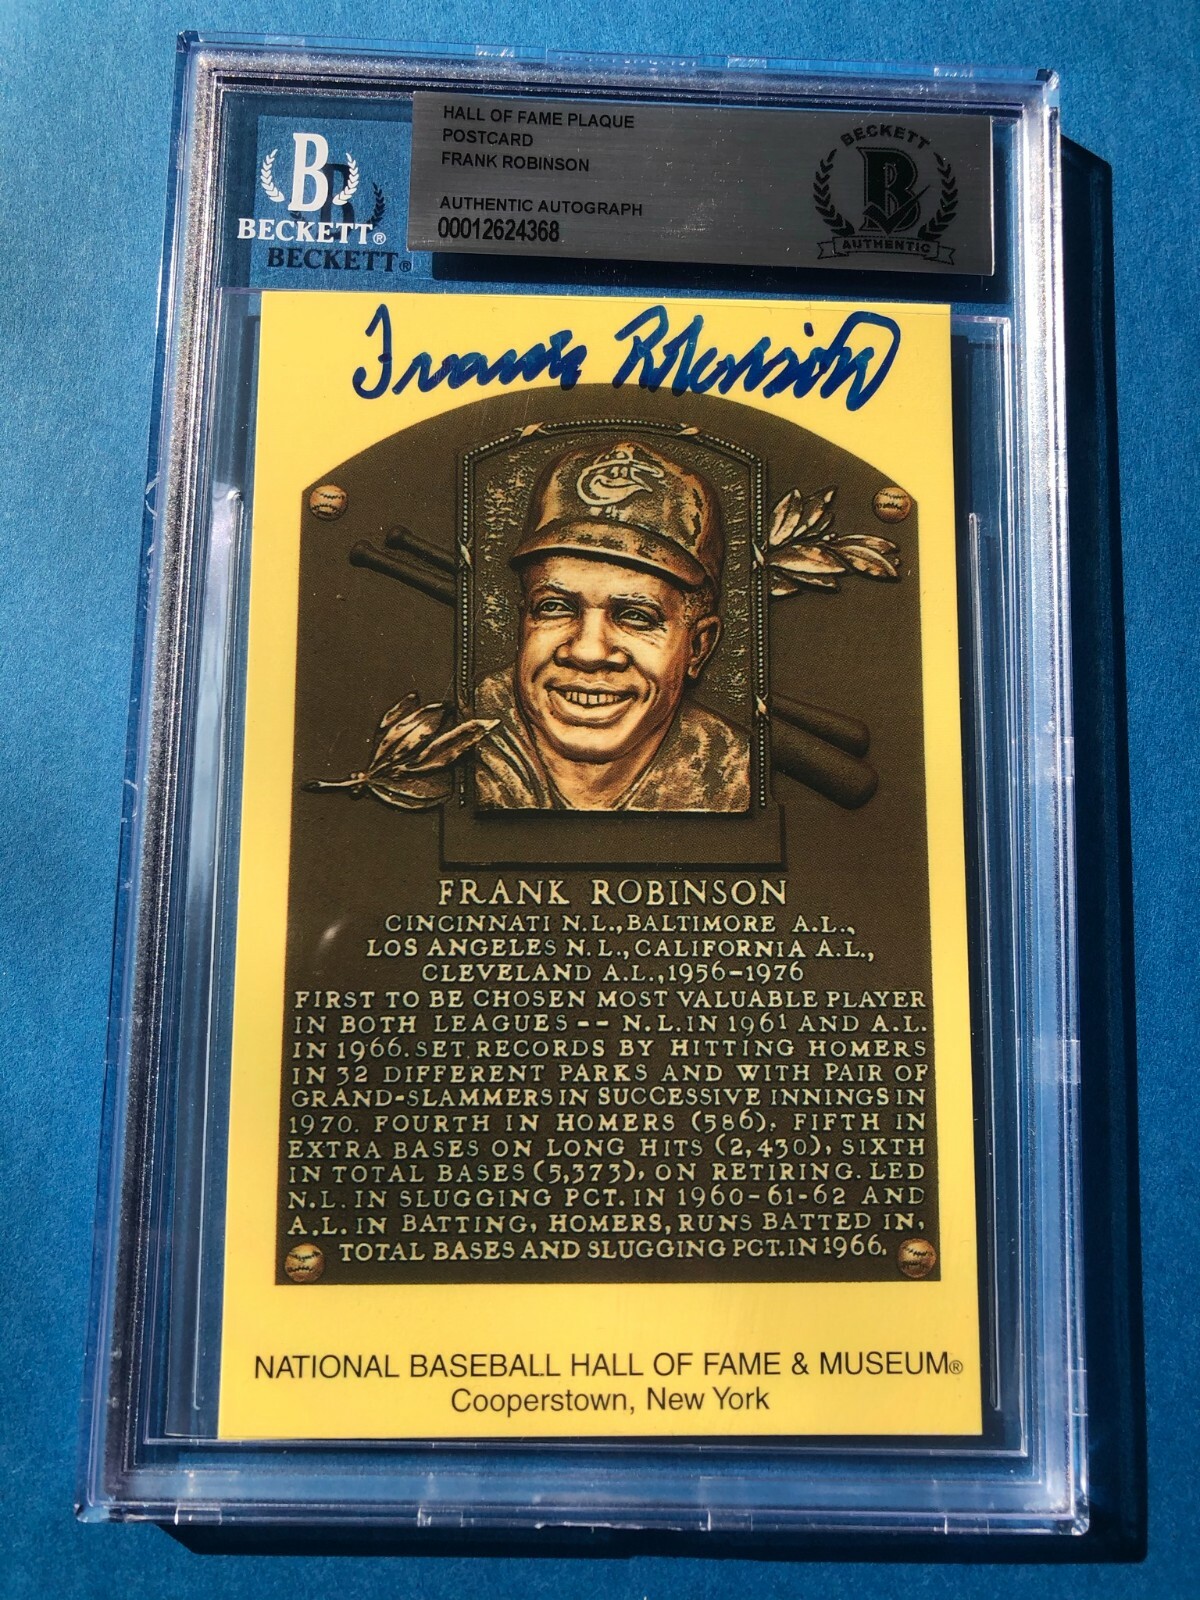 HALL OF FAME PLAQUE
POSTCARD
FRANK ROBINSON
AUTHENTIC AUTOGRAPH
00012624368
B
BECKETT®
BECKETT®
BECKETT
B
AUTHENTIC
Frank Robinson
FRANK ROBINSON
CINCINNATI N.L., BALTIMORE A.L.,
LOS ANGELES N.L., CALIFORNIA A.L.,
CLEVELAND A.L., 1956-1976
FIRST TO BE CHOSEN MOST VALUABLE PLAYER
IN BOTH LEAGUES -- N.L. IN 1961 AND A.L.
IN 1966. SET RECORDS BY HITTING HOMERS
IN 32 DIFFERENT PARKS AND WITH PAIR OF
GRAND-SLAMMERS IN SUCCESSIVE INNINGS IN
1970. FOURTH IN HOMERS (586), FIFTH IN
EXTRA BASES ON LONG HITS (2,430), SIXTH
IN TOTAL BASES (5,373), ON RETIRING. LED
N.L. IN SLUGGING PCT. IN 1960-61-62 AND
A.L. IN BATTING, HOMERS, RUNS BATTED IN,
TOTAL BASES AND SLUGGING PCT. IN 1966.
NATIONAL BASEBALL HALL OF FAME & MUSEUM®
Cooperstown, New York